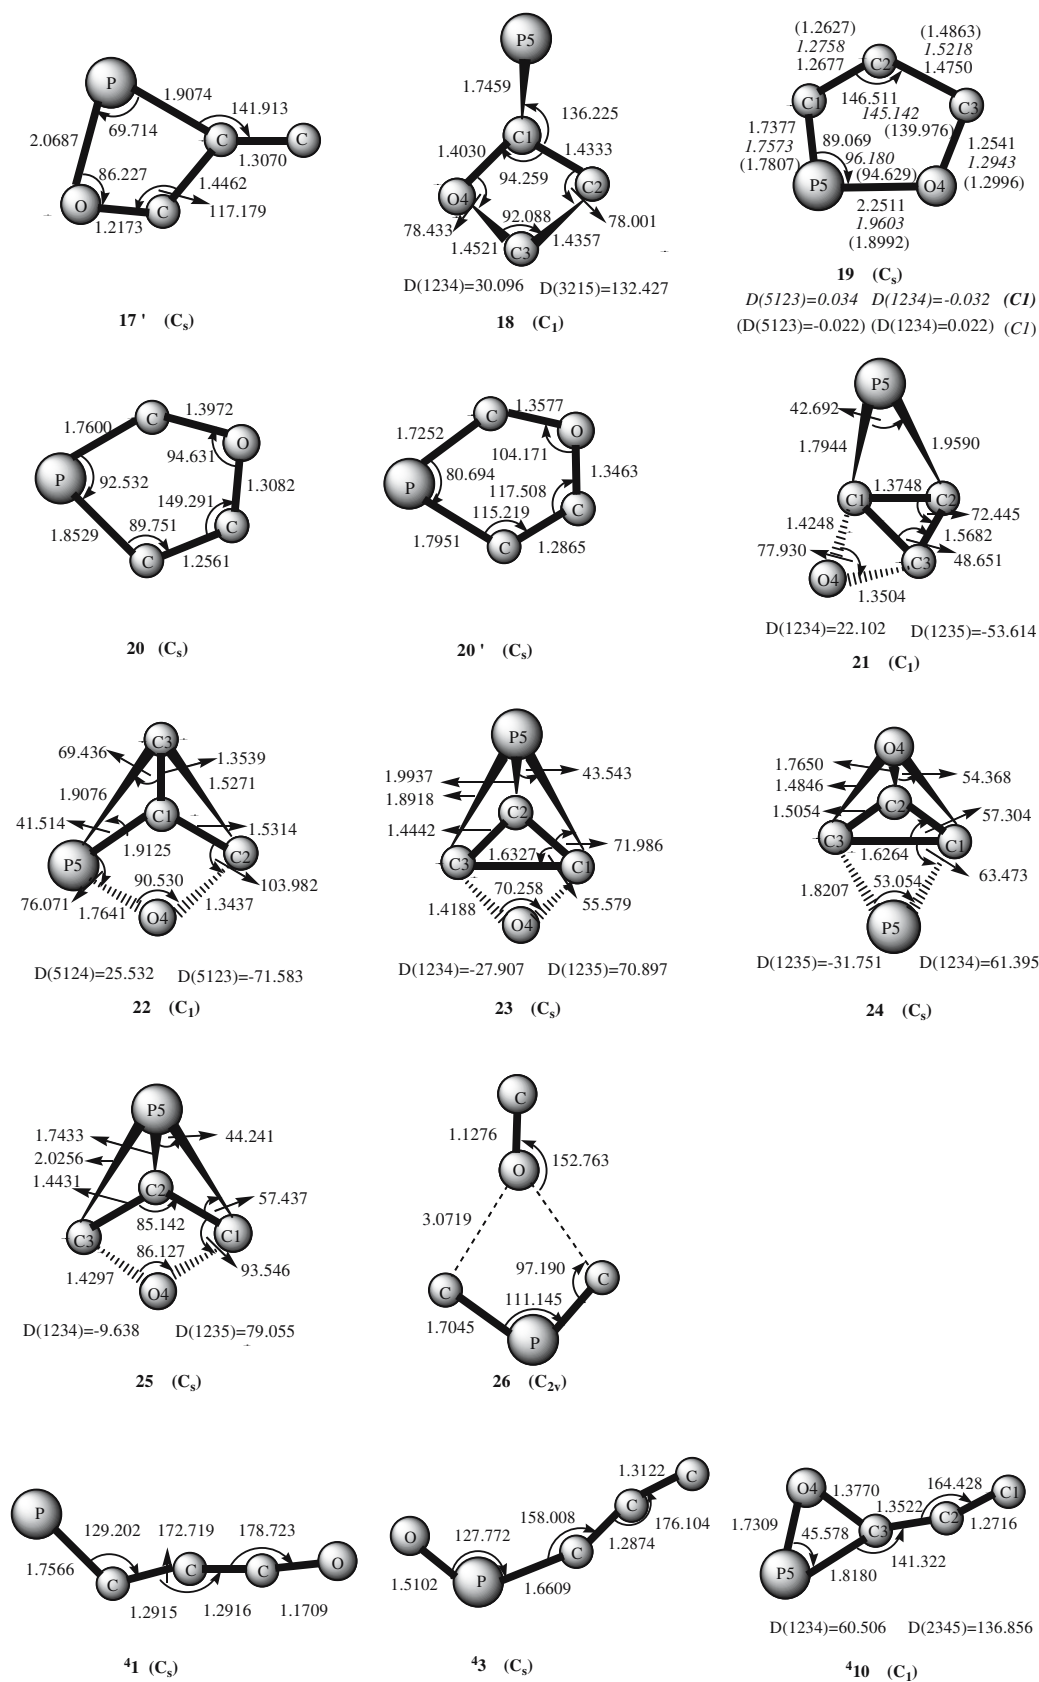 P
1.9074
141.913
2.0687
69.714
C
C
1.3070
86.227
1.4462
O
C
117.179
1.2173
17 ' (Cs)
P5
1.7459
136.225
C1
1.4030
1.4333
94.259
O4
C2
92.088
78.433
78.001
1.4521
C3
1.4357
D(1234)=30.096 D(3215)=132.427
18 (C1)
(1.2627)
(1.4863)
1.2758
1.5218
1.2677
C2
1.4750
C1
146.511
C3
145.142
1.7377
89.069
(139.976)
1.2541
1.7573
96.180
1.2943
(1.7807)
(94.629)
(1.2996)
P5
O4
2.2511
1.9603
(1.8992)
19 (Cs)
D(5123)=0.034 D(1234)=-0.032 (C1)
(D(5123)=-0.022) (D(1234)=0.022) (C1)
C
1.3972
1.7600
O
94.631
P
92.532
1.3082
149.291
1.8529
89.751
C
C
1.2561
20 (Cs)
C
1.3577
1.7252
O
104.171
P
80.694
1.3463
117.508
115.219
C
1.7951
C
1.2865
20 ' (Cs)
P5
42.692
1.7944
1.9590
C1
1.3748
C2
1.4248
72.445
1.5682
77.930
48.651
C3
O4
1.3504
D(1234)=22.102 D(1235)=-53.614
21 (C1)
C3
69.436
1.3539
1.5271
1.9076
C1
41.514
1.5314
1.9125
P5
C2
90.530
103.982
76.071
1.7641
O4
1.3437
D(5124)=25.532 D(5123)=-71.583
22 (C1)
P5
1.9937
43.543
1.8918
C2
1.4442
71.986
1.6327
C3
C1
70.258
1.4188
55.579
O4
D(1234)=-27.907 D(1235)=70.897
23 (Cs)
O4
1.7650
54.368
1.4846
1.5054
C2
57.304
C3
C1
1.6264
63.473
1.8207
53.054
P5
D(1235)=-31.751 D(1234)=61.395
24 (Cs)
P5
1.7433
44.241
2.0256
1.4431
C2
57.437
85.142
C3
C1
86.127
1.4297
93.546
O4
D(1234)=-9.638 D(1235)=79.055
25 (Cs)
C
1.1276
152.763
O
3.0719
97.190
C
C
111.145
1.7045
P
26 (C2v)
P
129.202
172.719
178.723
1.7566
C
C
C
O
1.2915
1.2916
1.1709
41 (Cs)
1.3122
C
O
158.008
C
127.772
176.104
1.2874
C
1.5102
P
1.6609
43 (Cs)
O4
1.3770
164.428
C1
1.3522
C2
1.7309
45.578
C3
1.2716
P5
141.322
1.8180
D(1234)=60.506 D(2345)=136.856
410 (C1)